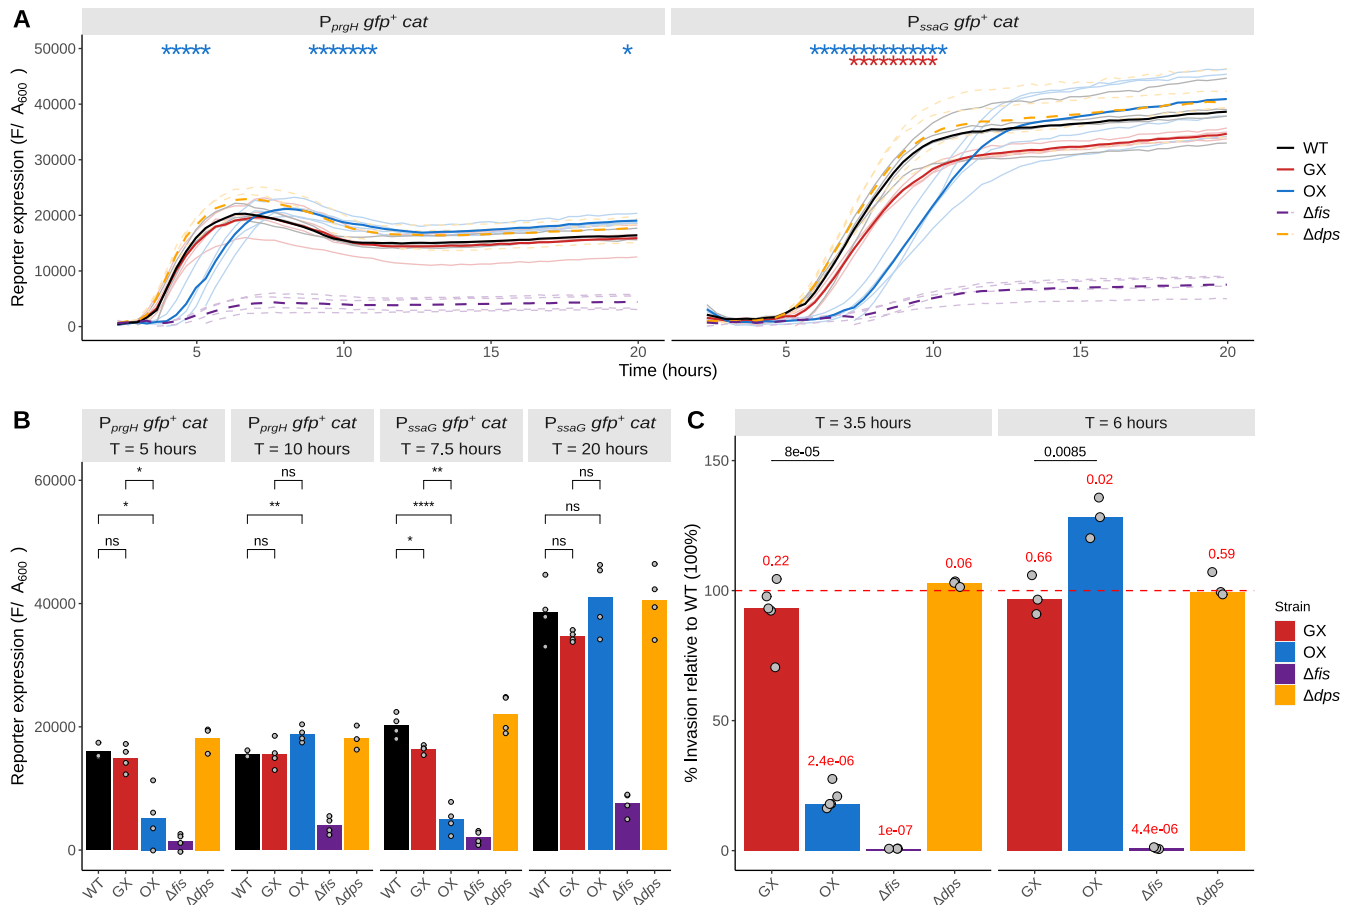 A
P_prgH gfp⁺ cat
P_ssaG gfp⁺ cat
Reporter expression (F/ A₆₀₀ )
50000
40000
30000
20000
10000
0
*****
*******
*
**************
*********
5
10
15
20
5
10
15
20
Time (hours)
WT
GX
OX
Δfis
Δdps
B
P_prgH gfp⁺ cat
T = 5 hours
P_prgH gfp⁺ cat
T = 10 hours
P_ssaG gfp⁺ cat
T = 7.5 hours
P_ssaG gfp⁺ cat
T = 20 hours
Reporter expression (F/ A₆₀₀ )
60000
40000
20000
0
*
*
ns
ns
**
ns
**
****
*
ns
ns
ns
WT
GX
OX
Δfis
Δdps
WT
GX
OX
Δfis
Δdps
WT
GX
OX
Δfis
Δdps
WT
GX
OX
Δfis
Δdps
C
T = 3.5 hours
T = 6 hours
% Invasion relative to WT (100%)
150
100
50
0
8e-05
0.22
2.4e-06
1e-07
0.06
0.0085
0.66
0.02
4.4e-06
0.59
GX
OX
Δfis
Δdps
GX
OX
Δfis
Δdps
Strain
GX
OX
Δfis
Δdps